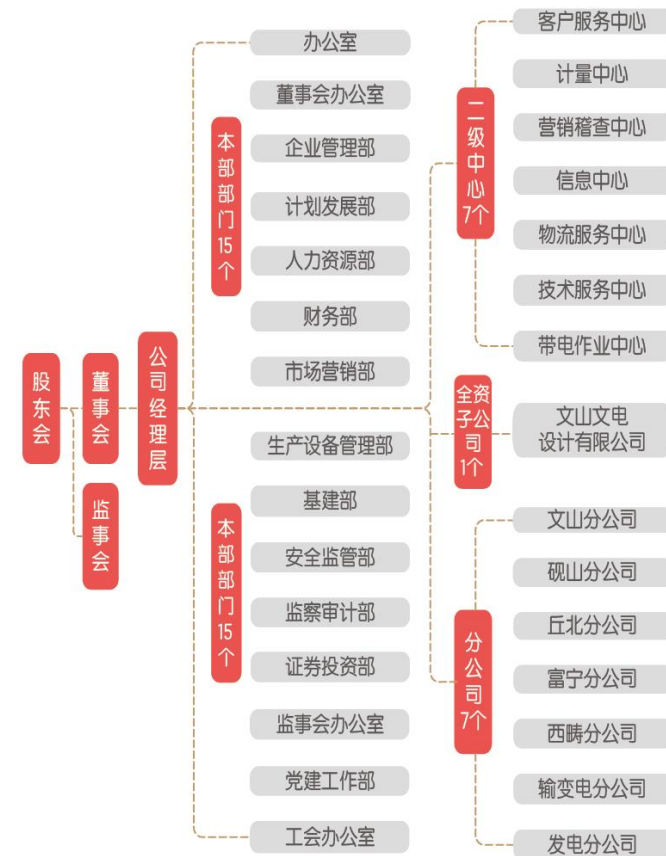 股东会
董事会
监事会
公司经理层
本部部门15个
办公室
董事会办公室
企业管理部
计划发展部
人力资源部
财务部
市场营销部
本部部门15个
生产设备管理部
基建部
安全监管部
监察审计部
证券投资部
监事会办公室
党建工作部
工会办公室
二级中心7个
客户服务中心
计量中心
营销稽查中心
信息中心
物流服务中心
技术服务中心
带电作业中心
全资
子公
司
1个
文山文电
设计有限公司
分公司7个
文山分公司
砚山分公司
丘北分公司
富宁分公司
西畴分公司
输变电分公司
发电分公司